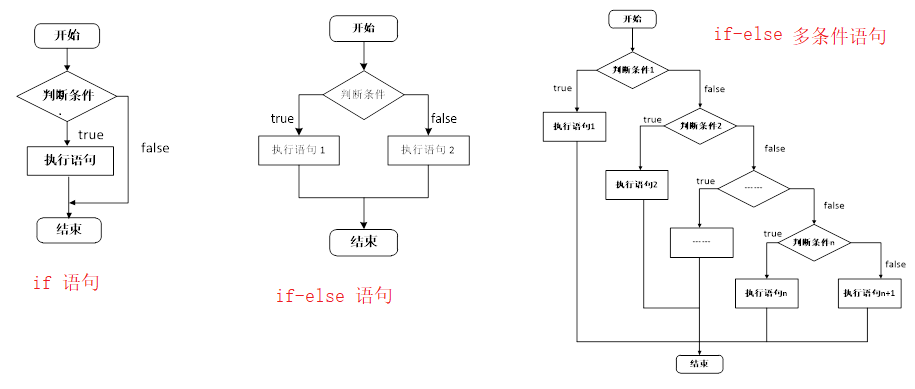 开始
判断条件
true
执行语句
false
结束
if 语句
开始
判断条件
true
false
执行语句 1
执行语句 2
结束
if-else 语句
if-else 多条件语句
开始
判断条件1
true
false
执行语句1
true
判断条件2
false
执行语句2
true
……
false
……
true
判断条件n
false
执行语句n
执行语句n+1
结束